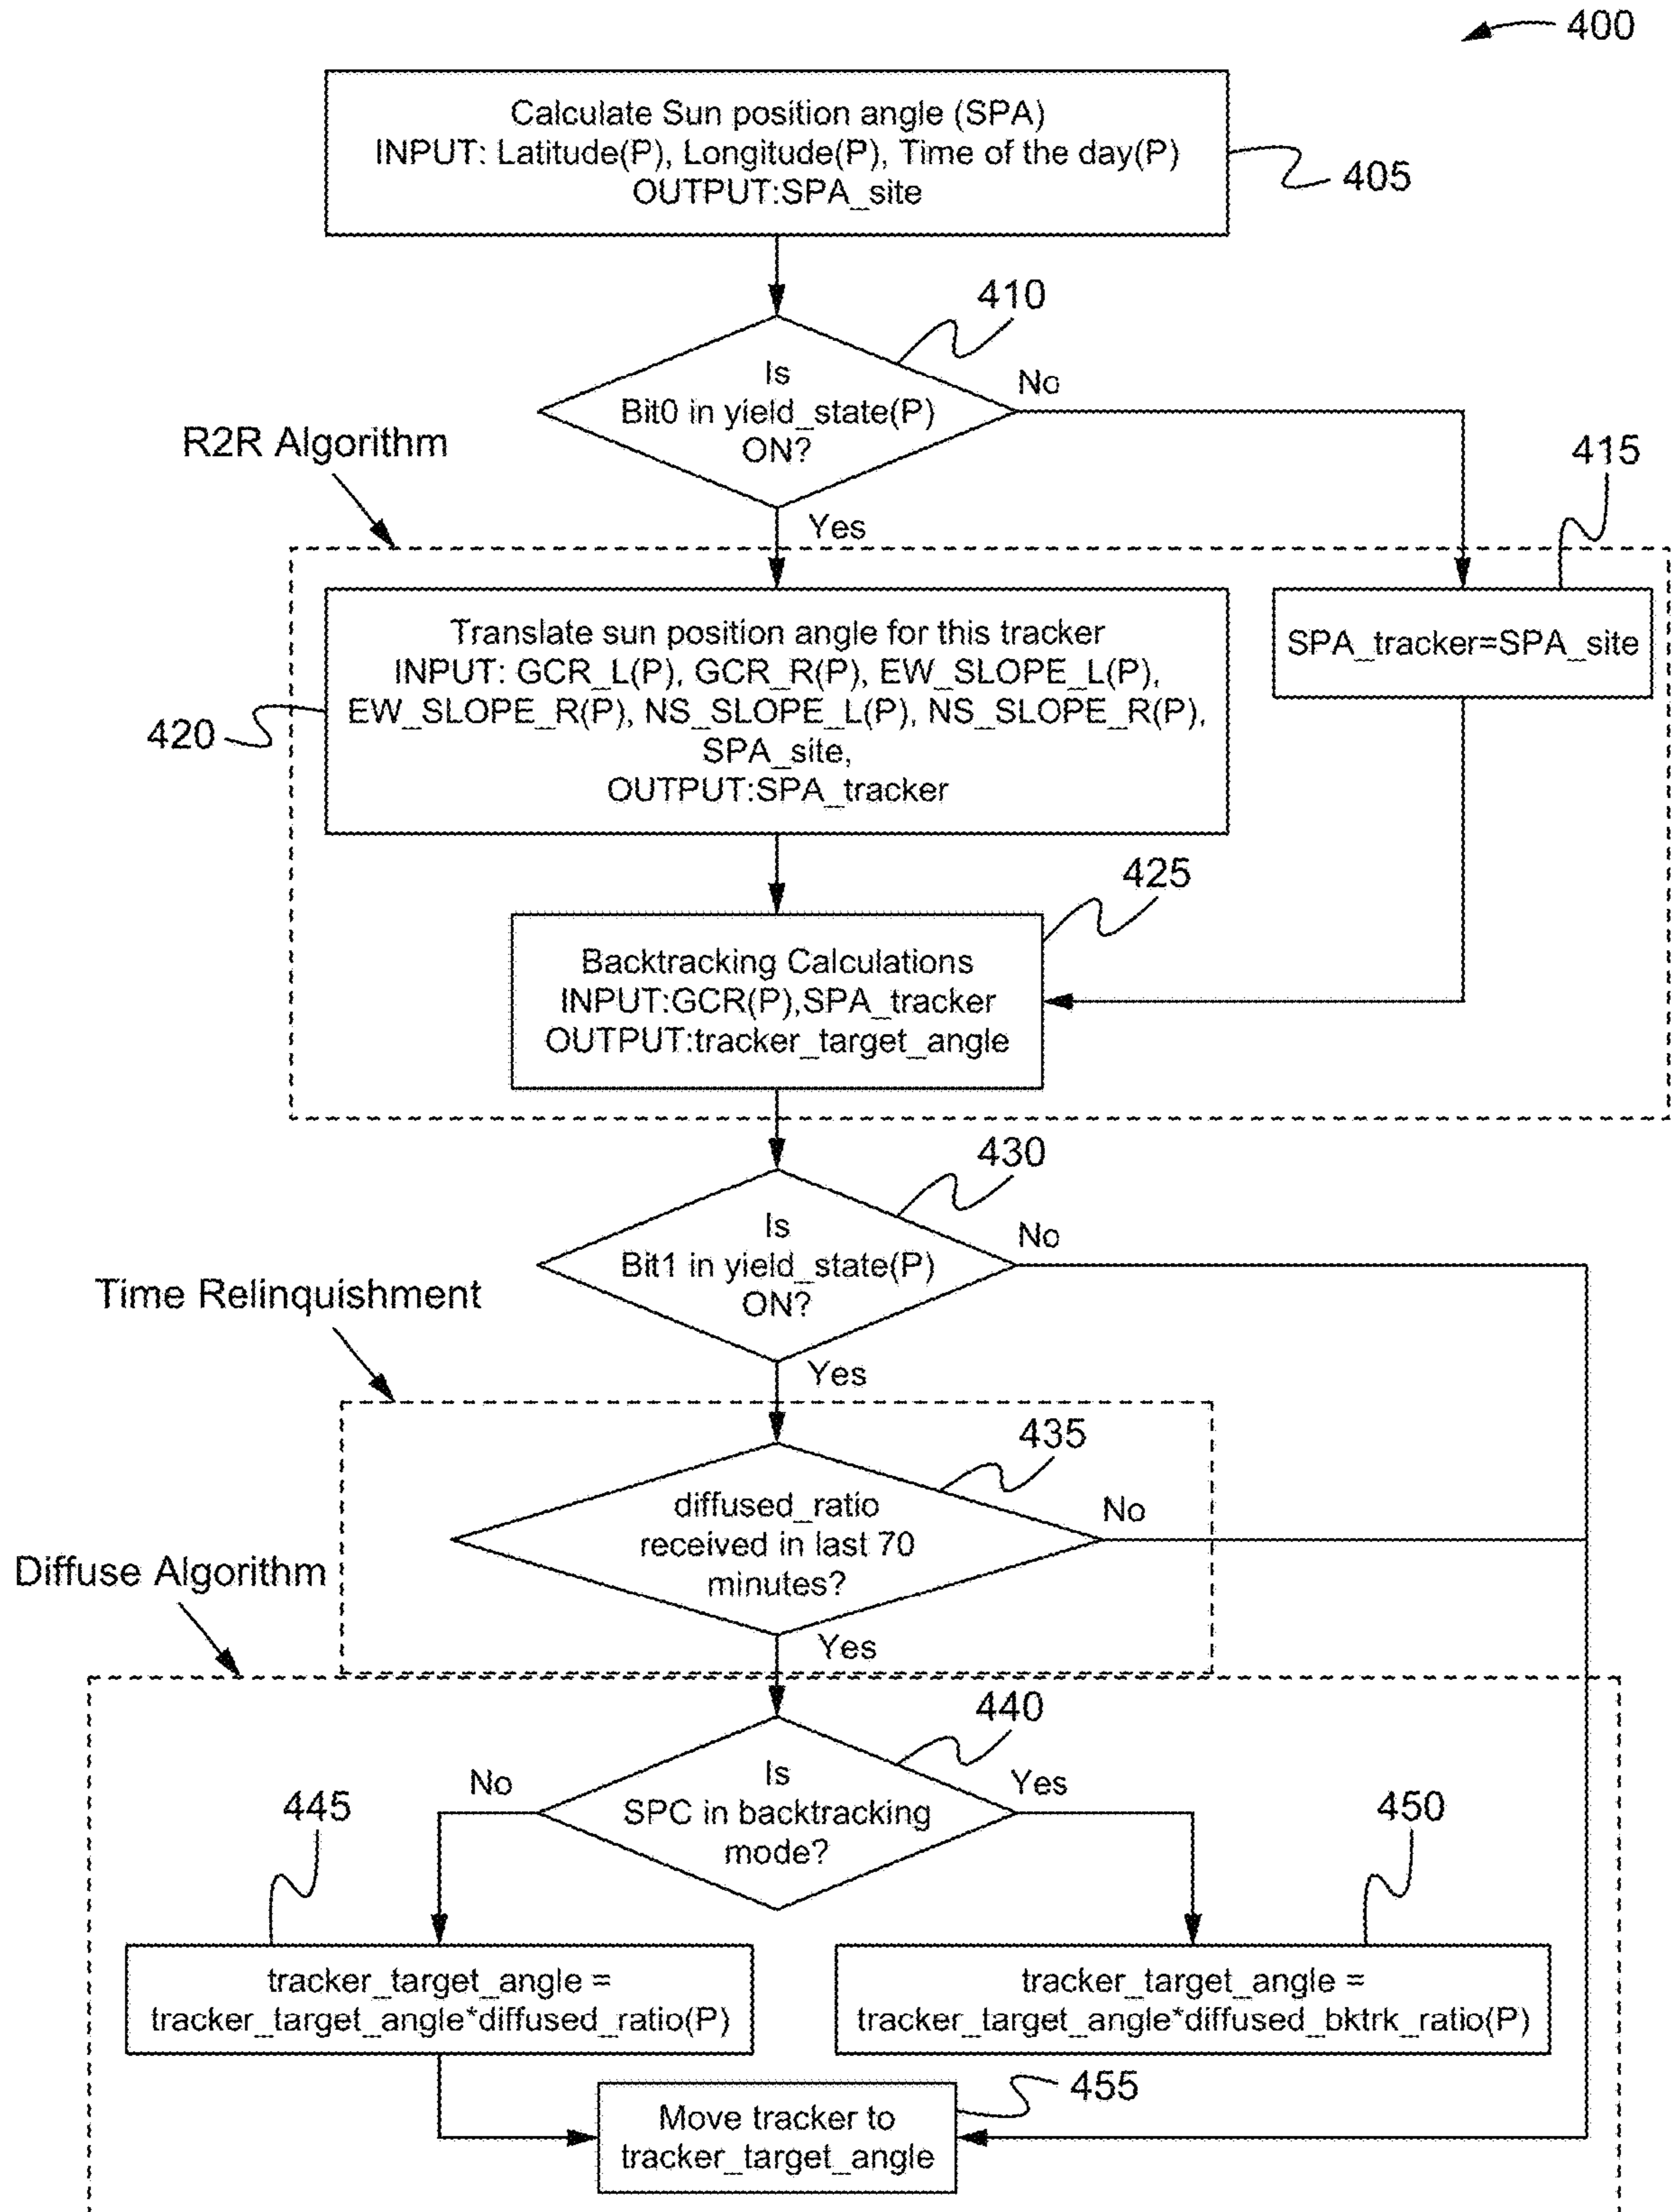 400
Calculate Sun position angle (SPA)
INPUT: Latitude(P), Longitude(P), Time of the day(P)
OUTPUT:SPA_site
405
410
Is
Bit0 in yield_state(P)
ON?
No
Yes
R2R Algorithm
415
Translate sun position angle for this tracker
INPUT: GCR_L(P), GCR_R(P), EW_SLOPE_L(P),
EW_SLOPE_R(P), NS_SLOPE_L(P), NS_SLOPE_R(P),
SPA_site,
OUTPUT:SPA_tracker
SPA_tracker=SPA_site
420
425
Backtracking Calculations
INPUT:GCR(P),SPA_tracker
OUTPUT:tracker_target_angle
430
Is
Bit1 in yield_state(P)
ON?
No
Yes
Time Relinquishment
435
diffused_ratio
received in last 70
minutes?
No
Yes
Diffuse Algorithm
440
Is
SPC in backtracking
mode?
No
Yes
445
450
tracker_target_angle =
tracker_target_angle*diffused_ratio(P)
tracker_target_angle =
tracker_target_angle*diffused_bktrk_ratio(P)
455
Move tracker to
tracker_target_angle